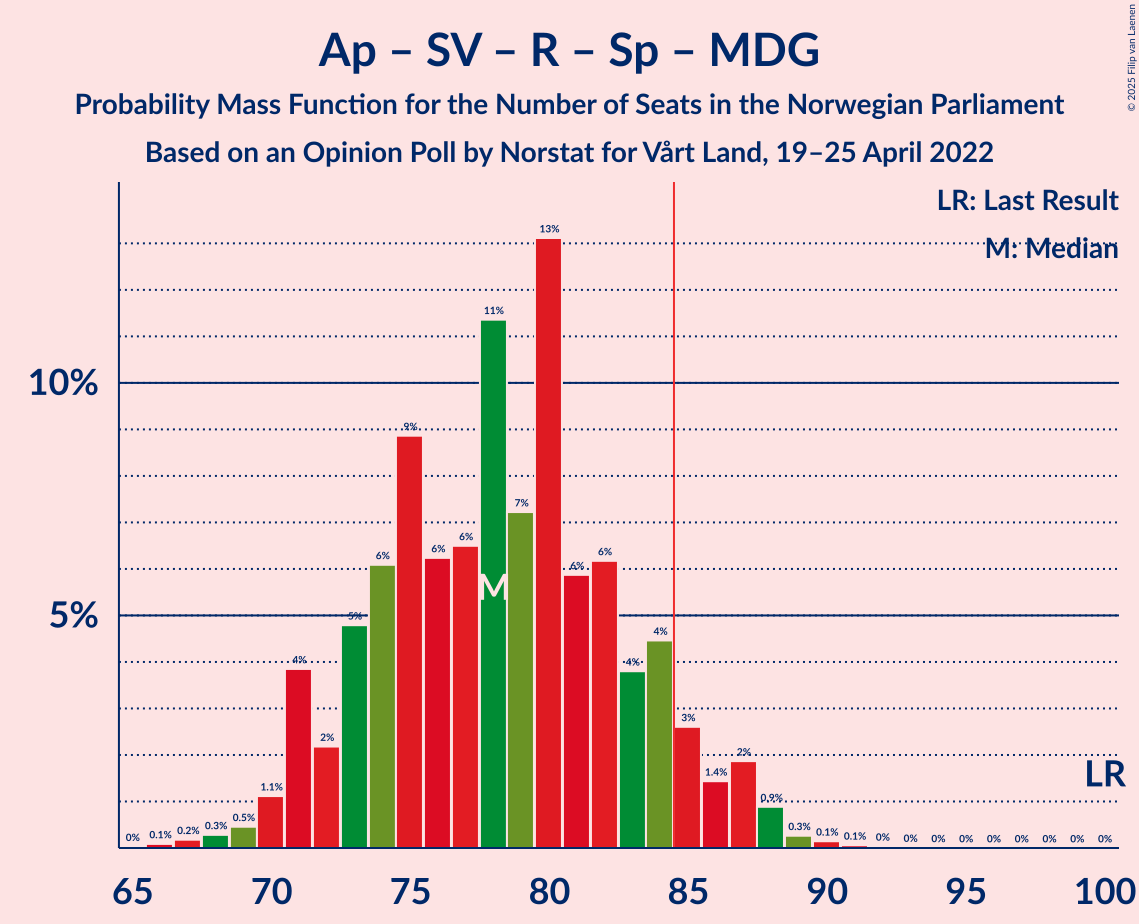 Ap – SV – R – Sp – MDG
Probability Mass Function for the Number of Seats in the Norwegian Parliament
Based on an Opinion Poll by Norstat for Vårt Land, 19–25 April 2022
© 2025 Filip van Laenen
LR: Last Result
M: Median
10%
5%
0% 0.1% 0.2% 0.3% 0.5% 1.1% 4% 2% 5% 6% 9% 6% 6% 11% 7% 13% 6% 6% 4% 4% 3% 1.4% 2% 0.9% 0.3% 0.1% 0.1% 0% 0% 0% 0% 0% 0% 0% 0% 0%
M
LR
65 70 75 80 85 90 95 100